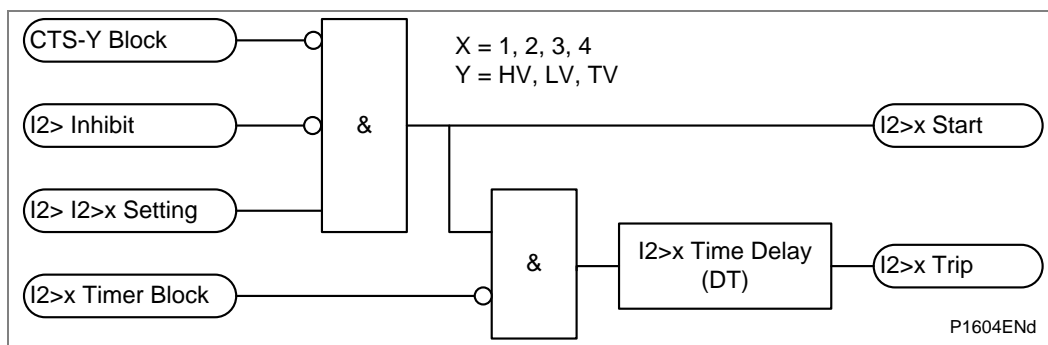 CTS-Y Block
X = 1, 2, 3, 4
Y = HV, LV, TV
I2> Inhibit
&
I2>x Start
I2> I2>x Setting
&
I2>x Time Delay
(DT)
I2>x Trip
I2>x Timer Block
P1604ENd